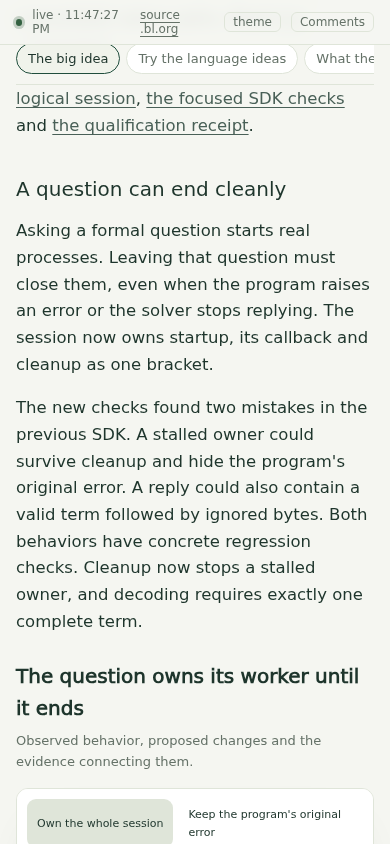 live · 11:47:27 PM
source .bl.org
theme
Comments
The big idea
Try the language ideas
What the
logical session, the focused SDK checks
and the qualification receipt.
A question can end cleanly
Asking a formal question starts real
processes. Leaving that question must
close them, even when the program raises
an error or the solver stops replying. The
session now owns startup, its callback and
cleanup as one bracket.
The new checks found two mistakes in the
previous SDK. A stalled owner could
survive cleanup and hide the program's
original error. A reply could also contain a
valid term followed by ignored bytes. Both
behaviors have concrete regression
checks. Cleanup now stops a stalled
owner, and decoding requires exactly one
complete term.
The question owns its worker until
it ends
Observed behavior, proposed changes and the
evidence connecting them.
Own the whole session
Keep the program's original
error